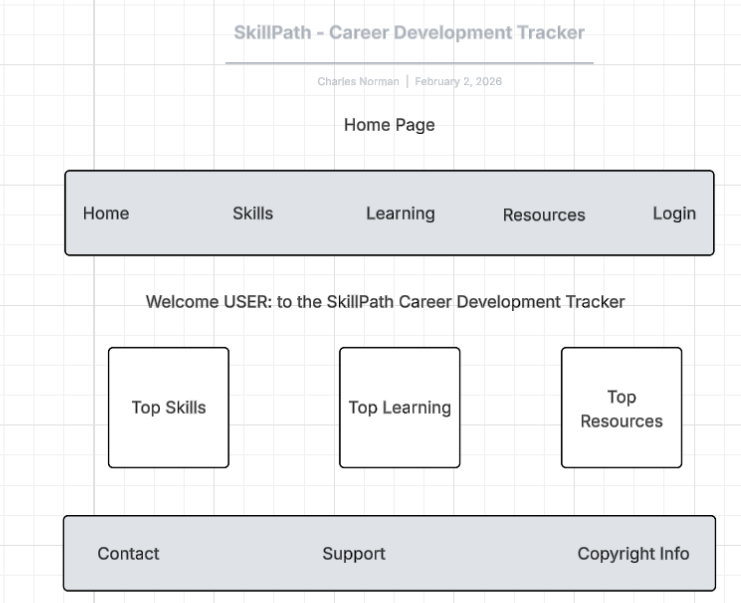 SkillPath - Career Development Tracker
Charles Norman | February 2, 2026
Home Page
Home Skills Learning Resources Login
Welcome USER: to the SkillPath Career Development Tracker
Top Skills
Top Learning
Top
Resources
Contact Support Copyright Info